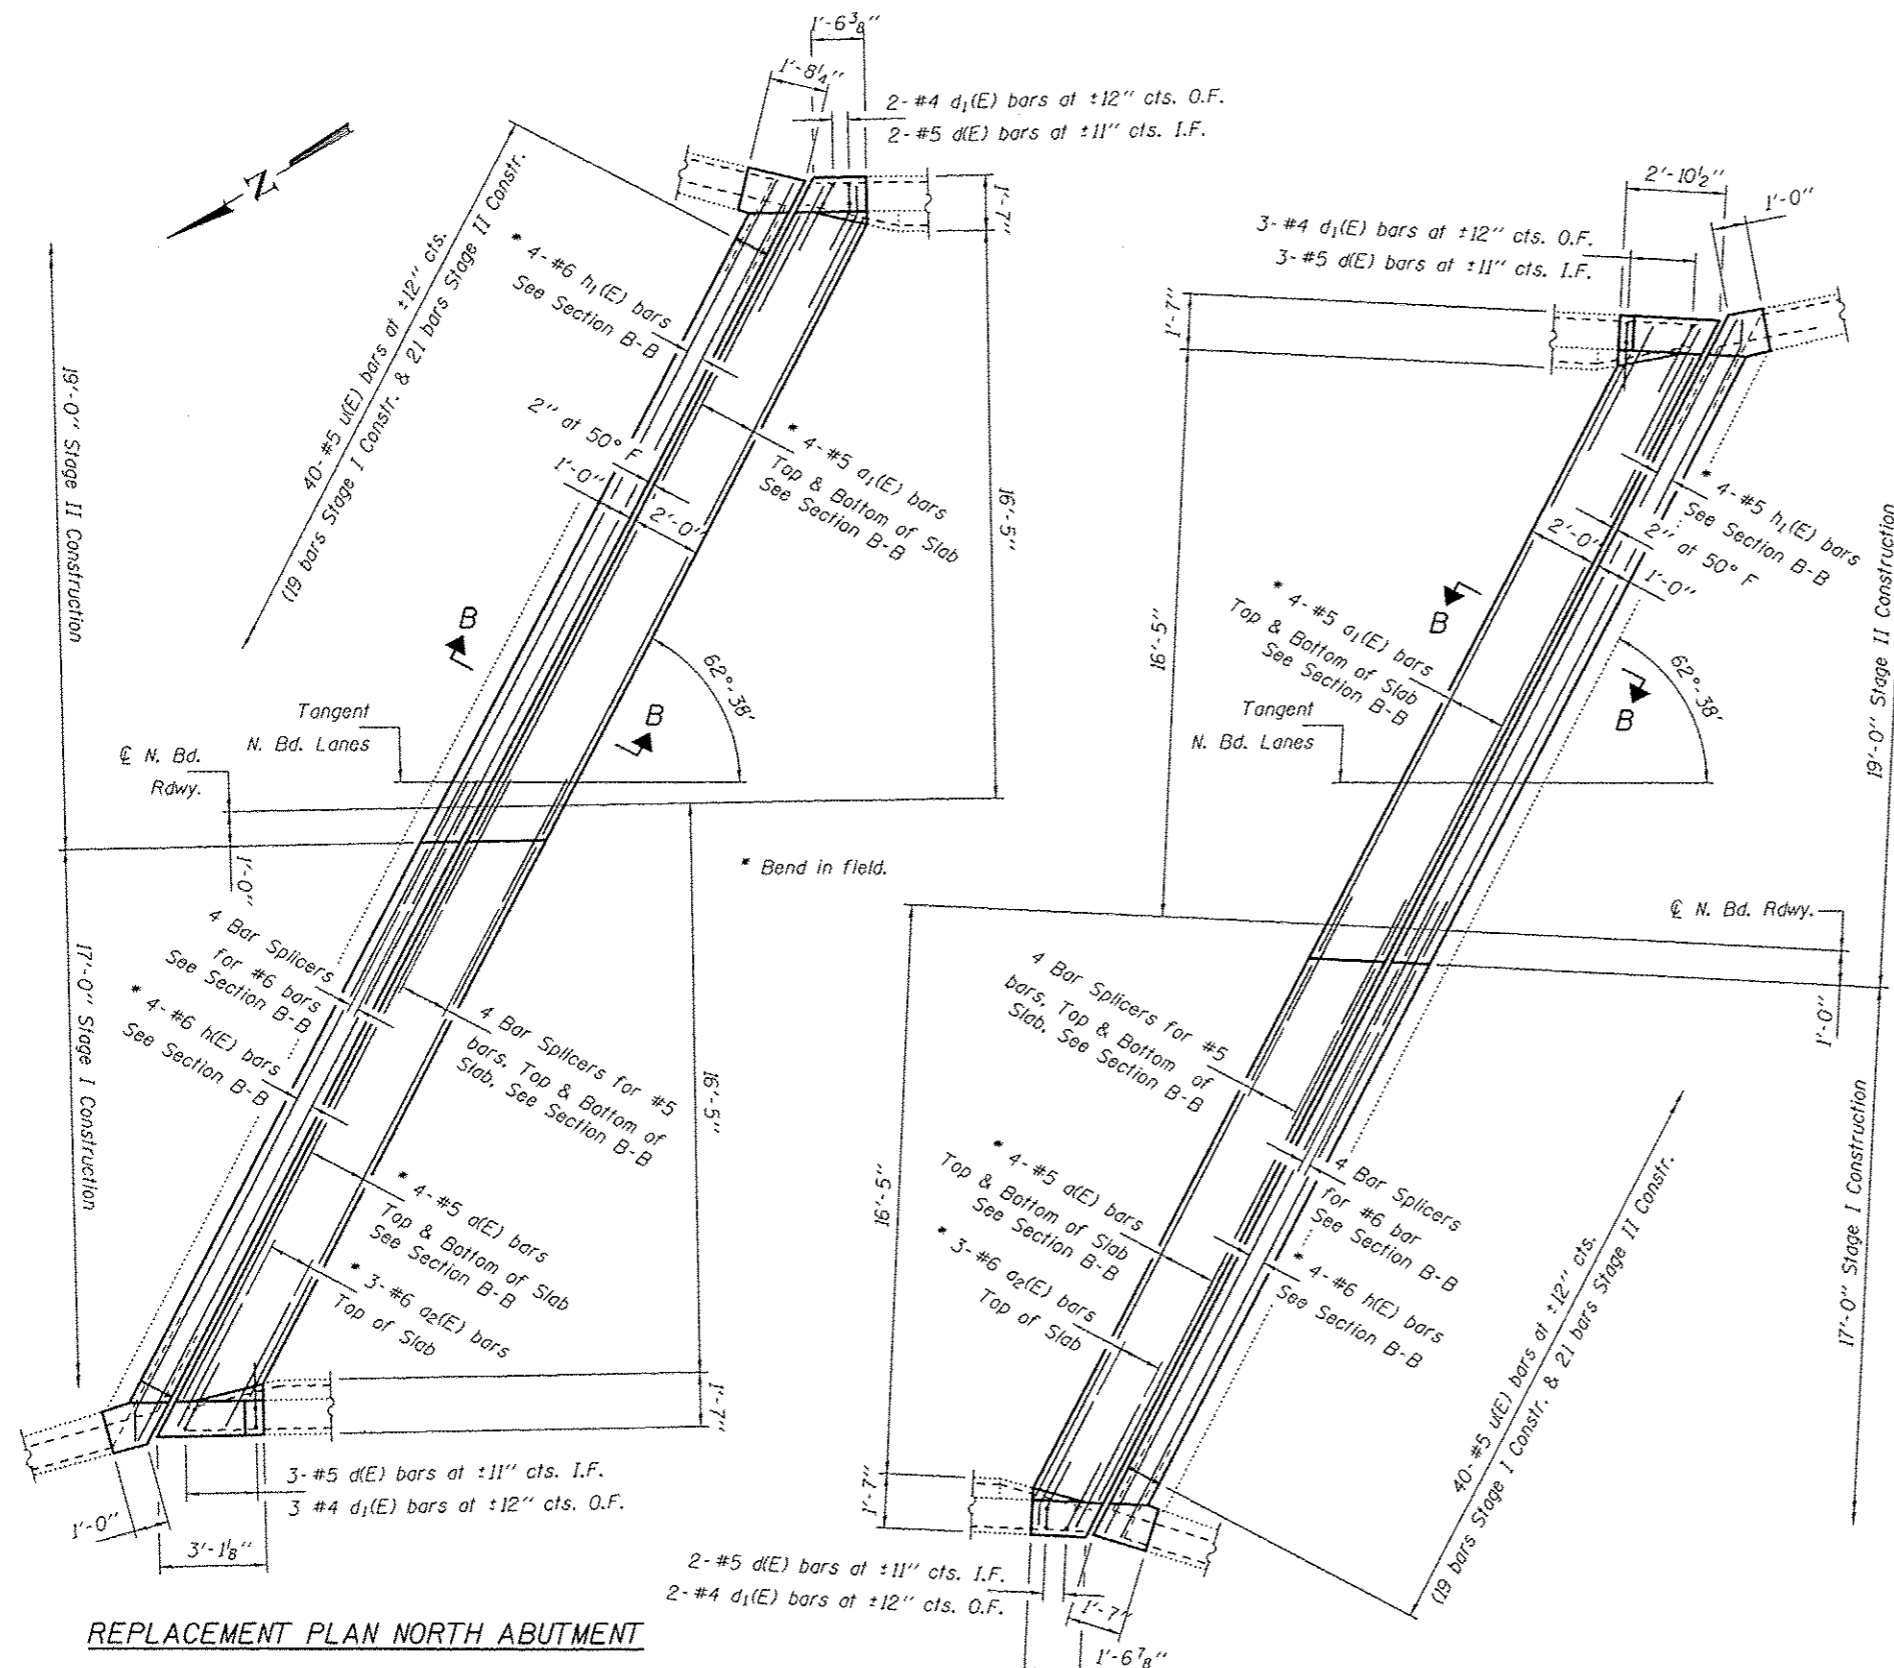 1'-6 3/8"
1'-8 1/4"
2- #4 d1(E) bars at ±12" cts. O.F.
2- #5 d(E) bars at ±11" cts. I.F.
N
40- #5 u(E) bars at ±12" cts.
(19 bars Stage I Constr. & 21 bars Stage II Constr.
1'-7"
* 4- #6 h1(E) bars
See Section B-B
19'-0" Stage II Construction
2" at 50° F
1'-0"
2'-0"
* 4- #5 a1(E) bars
Top & Bottom of Slab
See Section B-B
16'-5"
B
B
62°-38'
Tangent
N. Bd. Lanes
℄ N. Bd.
Rdwy.
1'-0"
* Bend in field.
4 Bar Splicers
for #6 bars
See Section B-B
* 4- #6 h(E) bars
See Section B-B
17'-0" Stage I Construction
4 Bar Splicers for #5
bars, Top & Bottom of
Slab, See Section B-B
16'-5"
* 4- #5 a(E) bars
Top & Bottom of Slab
See Section B-B
* 3- #6 a2(E) bars
Top of Slab
1'-7"
3- #5 d(E) bars at ±11" cts. I.F.
3 #4 d1(E) bars at ±12" cts. O.F.
1'-0"
3'-1 1/8"
REPLACEMENT PLAN NORTH ABUTMENT
2'-10 1/2"
1'-0"
3- #4 d1(E) bars at ±12" cts. O.F.
3- #5 d(E) bars at ±11" cts. I.F.
1'-7"
* 4- #5 h1(E) bars
See Section B-B
2'-0"
2" at 50° F
1'-0"
16'-5"
B
* 4- #5 a1(E) bars
Top & Bottom of Slab
See Section B-B
B
62°-38'
Tangent
N. Bd. Lanes
19'-0" Stage II Construction
℄ N. Bd. Rdwy.
1'-0"
4 Bar Splicers for #5
bars, Top & Bottom of
Slab, See Section B-B
16'-5"
* 4- #5 a(E) bars
Top & Bottom of Slab
See Section B-B
* 3- #6 a2(E) bars
Top of Slab
4 Bar Splicers
for #6 bar
See Section B-B
* 4- #6 h(E) bars
See Section B-B
17'-0" Stage I Construction
40- #5 u(E) bars at ±12" cts.
(19 bars Stage I Constr. & 21 bars Stage II Constr.
1'-7"
2- #5 d(E) bars at ±11" cts. I.F.
2- #4 d1(E) bars at ±12" cts. O.F.
1'-7"
1'-6 7/8"